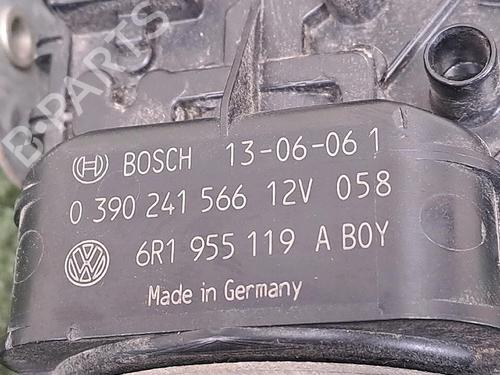 B-PARTS
BOSCH 13-06-06 1
0 390 241 566 12V 058
6R1 955 119 A BOY
Made in Germany